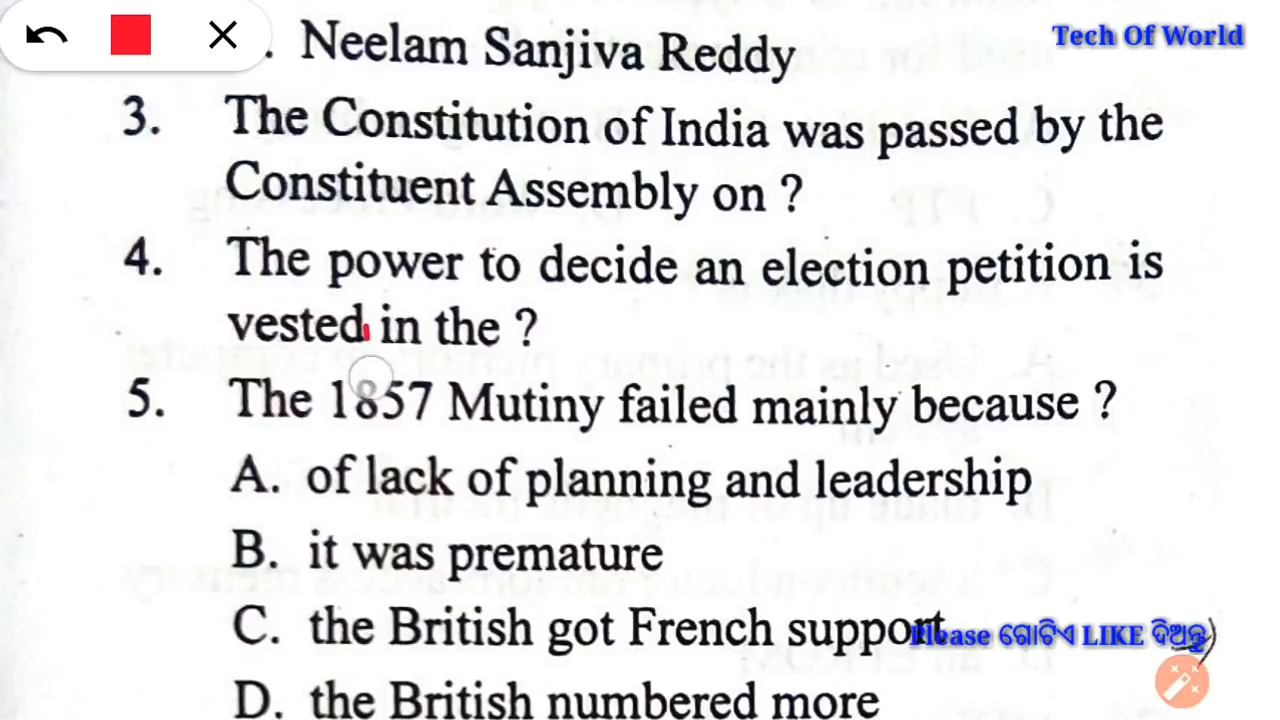 Tech Of World
. Neelam Sanjiva Reddy
3. The Constitution of India was passed by the
Constituent Assembly on ?
4. The power to decide an election petition is
vested in the ?
5. The 1857 Mutiny failed mainly because ?
A. of lack of planning and leadership
B. it was premature
C. the British got French support
Please ଗୋଟିଏ LIKE ଦିଅନ୍ତୁ
D. the British numbered more